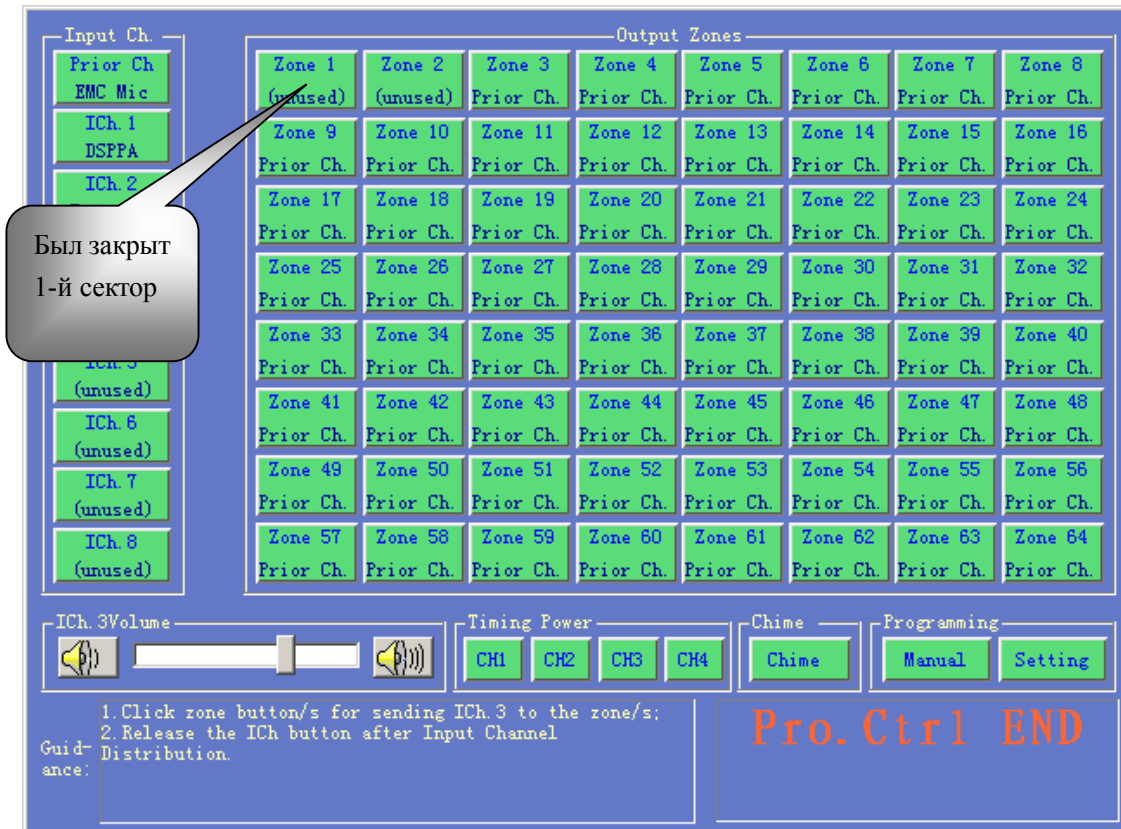 Input Ch.
Prior Ch
EMC Mic
ICh. 1
DSPPA
ICh. 2
(unused)
ICh. 6
(unused)
ICh. 7
(unused)
ICh. 8
(unused)
Был закрыт
1-й сектор
Output Zones
Zone 1 Zone 2 Zone 3 Zone 4 Zone 5 Zone 6 Zone 7 Zone 8
(unused) (unused) Prior Ch. Prior Ch. Prior Ch. Prior Ch. Prior Ch. Prior Ch.
Zone 9 Zone 10 Zone 11 Zone 12 Zone 13 Zone 14 Zone 15 Zone 16
Prior Ch. Prior Ch. Prior Ch. Prior Ch. Prior Ch. Prior Ch. Prior Ch. Prior Ch.
Zone 17 Zone 18 Zone 19 Zone 20 Zone 21 Zone 22 Zone 23 Zone 24
Prior Ch. Prior Ch. Prior Ch. Prior Ch. Prior Ch. Prior Ch. Prior Ch. Prior Ch.
Zone 25 Zone 26 Zone 27 Zone 28 Zone 29 Zone 30 Zone 31 Zone 32
Prior Ch. Prior Ch. Prior Ch. Prior Ch. Prior Ch. Prior Ch. Prior Ch. Prior Ch.
Zone 33 Zone 34 Zone 35 Zone 36 Zone 37 Zone 38 Zone 39 Zone 40
Prior Ch. Prior Ch. Prior Ch. Prior Ch. Prior Ch. Prior Ch. Prior Ch. Prior Ch.
Zone 41 Zone 42 Zone 43 Zone 44 Zone 45 Zone 46 Zone 47 Zone 48
Prior Ch. Prior Ch. Prior Ch. Prior Ch. Prior Ch. Prior Ch. Prior Ch. Prior Ch.
Zone 49 Zone 50 Zone 51 Zone 52 Zone 53 Zone 54 Zone 55 Zone 56
Prior Ch. Prior Ch. Prior Ch. Prior Ch. Prior Ch. Prior Ch. Prior Ch. Prior Ch.
Zone 57 Zone 58 Zone 59 Zone 60 Zone 61 Zone 62 Zone 63 Zone 64
Prior Ch. Prior Ch. Prior Ch. Prior Ch. Prior Ch. Prior Ch. Prior Ch. Prior Ch.
ICh. 3Volume
Timing Power
CH1 CH2 CH3 CH4
Chime
Chime
Programming
Manual Setting
Guid-
ance:
1.Click zone button/s for sending ICh.3 to the zone/s;
2.Release the ICh button after Input Channel
Distribution.
Pro.Ctrl END